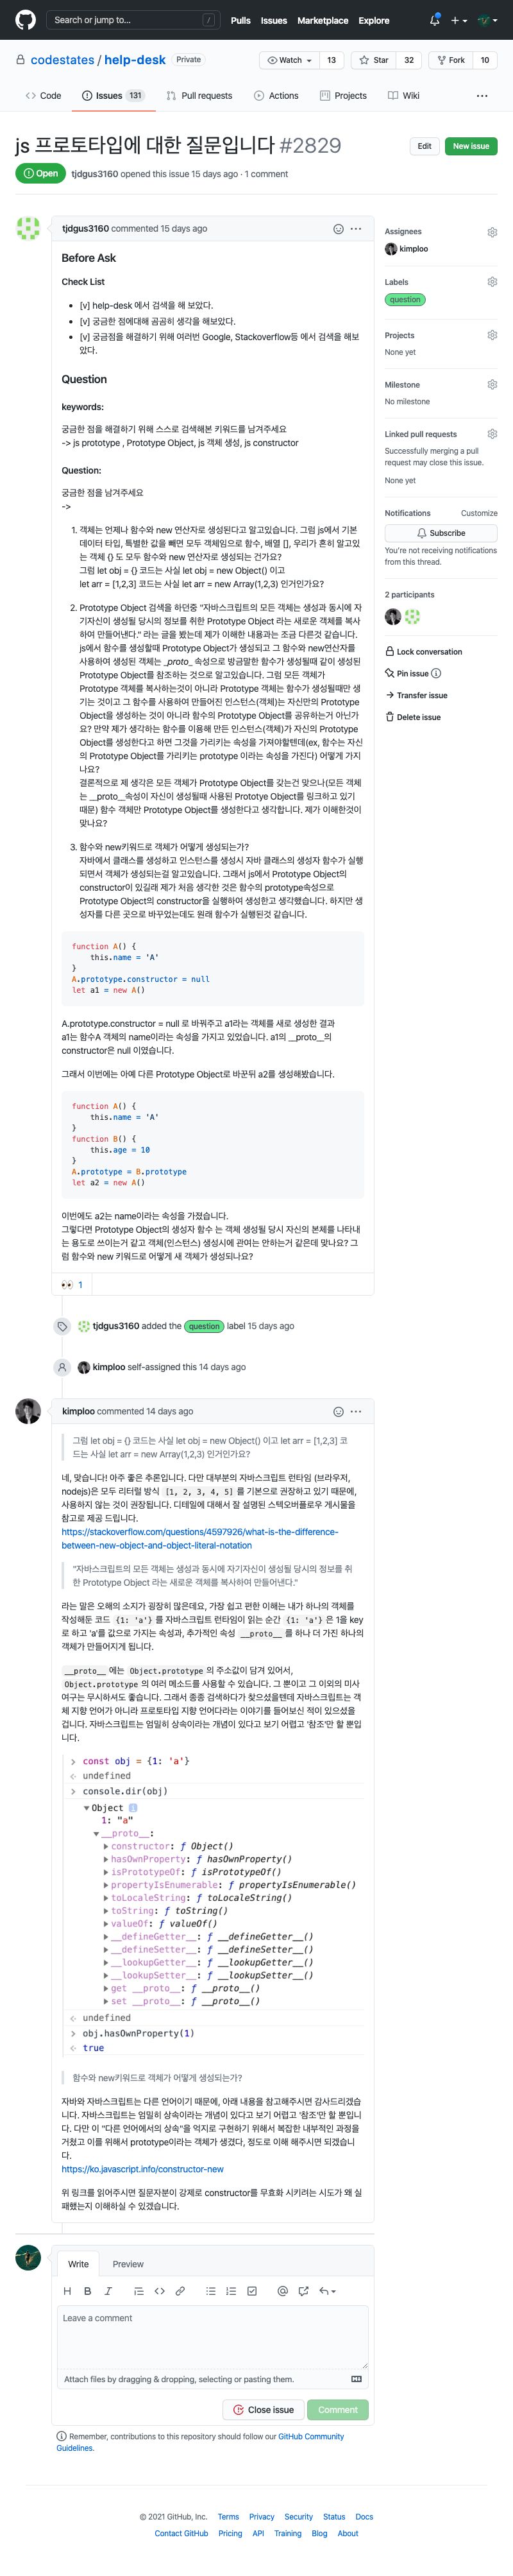 Search or jump to...
/
Pulls Issues Marketplace Explore
codestates / help-desk Private
Watch 13
Star 32
Fork 10
Code
Issues 131
Pull requests
Actions
Projects
Wiki
js 프로토타입에 대한 질문입니다 #2829
Edit
New issue
Open
tjdgus3160 opened this issue 15 days ago · 1 comment
tjdgus3160 commented 15 days ago
Before Ask
Check List
• [v] help-desk 에서 검색을 해 보았다.
• [v] 궁금한 점에대해 곰곰히 생각을 해보았다.
• [v] 궁금점을 해결하기 위해 여러번 Google, Stackoverflow등 에서 검색을 해보
았다.
Question
keywords:
궁금한 점을 해결하기 위해 스스로 검색해본 키워드를 남겨주세요
-> js prototype , Prototype Object, js 객체 생성, js constructor
Question:
궁금한 점을 남겨주세요
->
1. 객체는 언제나 함수와 new 연산자로 생성된다고 알고있습니다. 그럼 js에서 기본
데이터 타입, 특별한 값을 빼면 모두 객체임으로 함수, 배열 [], 우리가 흔히 알고있
는 객체 {} 도 모두 함수와 new 연산자로 생성되는 건가요?
그럼 let obj = {} 코드는 사실 let obj = new Object() 이고
let arr = [1,2,3] 코드는 사실 let arr = new Array(1,2,3) 인거인가요?
2. Prototype Object 검색을 하던중 "자바스크립트의 모든 객체는 생성과 동시에 자
기자신이 생성될 당시의 정보를 취한 Prototype Object 라는 새로운 객체를 복사
하여 만들어낸다." 라는 글을 봤는데 제가 이해한 내용과는 조금 다른것 같습니다.
js에서 함수를 생성할때 Prototype Object가 생성되고 그 함수와 new연산자를
사용하여 생성된 객체는 _proto_ 속성으로 방금말한 함수가 생성될때 같이 생성된
Prototype Object를 참조하는 것으로 알고있었습니다. 그럼 모든 객체가
Prototype 객체를 복사하는것이 아니라 Prototype 객체는 함수가 생성될때만 생
기는 것이고 그 함수를 사용하여 만들어진 인스턴스(객체)는 자신만의 Prototype
Object을 생성하는 것이 아니라 함수의 Prototype Object를 공유하는거 아닌가
요? 만약 제가 생각하는 함수를 이용해 만든 인스턴스(객체)가 자신의 Prototype
Object를 생성한다고 하면 그것을 가리키는 속성을 가져야할텐데(ex, 함수는 자신
의 Prototype Object를 가리키는 prototype 이라는 속성을 가진다) 어떻게 가지
나요?
결론적으로 제 생각은 모든 객체가 Prototype Object를 갖는건 맞으나(모든 객체
는 __proto__속성이 자신이 생성될때 사용된 Prototye Object를 링크하고 있기
때문) 함수 객체만 Prototype Object를 생성한다고 생각합니다. 제가 이해한것이
맞나요?
3. 함수와 new키워드로 객체가 어떻게 생성되는가?
자바에서 클래스를 생성하고 인스턴스를 생성시 자바 클래스의 생성자 함수가 실행
되면서 객체가 생성되는걸 알고있습니다. 그래서 js에서 Prototype Object의
constructor이 있길래 제가 처음 생각한 것은 함수의 prototype속성으로
Prototype Object의 constructor을 실행하여 생성한고 생각했습니다. 하지만 생
성자를 다른 곳으로 바꾸었는데도 원래 함수가 실행된것 같습니다.
function A() {
this.name = 'A'
}
A.prototype.constructor = null
let a1 = new A()
A.prototype.constructor = null 로 바꿔주고 a1라는 객체를 새로 생성한 결과
a1는 함수A 객체의 name이라는 속성을 가지고 있었습니다. a1의 __proto__의
constructor은 null 이였습니다.
그래서 이번에는 아예 다른 Prototype Object로 바꾼뒤 a2를 생성해봤습니다.
function A() {
this.name = 'A'
}
function B() {
this.age = 10
}
A.prototype = B.prototype
let a2 = new A()
이번에도 a2는 name이라는 속성을 가졌습니다.
그렇다면 Prototype Object의 생성자 함수 는 객체 생성될 당시 자신의 본체를 나타내
는 용도로 쓰이는거 같고 객체(인스턴스) 생성시에 관여는 안하는거 같은데 맞나요? 그
럼 함수와 new 키워드로 어떻게 새 객체가 생성되나요?
👀 1
tjdgus3160 added the question label 15 days ago
kimploo self-assigned this 14 days ago
kimploo commented 14 days ago
그럼 let obj = {} 코드는 사실 let obj = new Object() 이고 let arr = [1,2,3] 코
드는 사실 let arr = new Array(1,2,3) 인거인가요?
네, 맞습니다! 아주 좋은 추론입니다. 다만 대부분의 자바스크립트 런타임 (브라우저,
nodejs)은 모두 리터럴 방식 [1, 2, 3, 4, 5] 를 기본으로 권장하고 있기 때문에,
사용하지 않는 것이 권장됩니다. 디테일에 대해서 잘 설명된 스텍오버플로우 게시물을
참고로 제공 드립니다.
https://stackoverflow.com/questions/4597926/what-is-the-difference-
between-new-object-and-object-literal-notation
"자바스크립트의 모든 객체는 생성과 동시에 자기자신이 생성될 당시의 정보를 취
한 Prototype Object 라는 새로운 객체를 복사하여 만들어낸다."
라는 말은 오해의 소지가 굉장히 많은데요, 가장 쉽고 편한 이해는 내가 하나의 객체를
작성해둔 코드 {1: 'a'} 를 자바스크립트 런타임이 읽는 순간 {1: 'a'} 은 1을 key
로 하고 'a'를 값으로 가지는 속성과, 추가적인 속성 __proto__ 를 하나 더 가진 하나의
객체가 만들어지게 됩니다.
__proto__ 에는 Object.prototype 의 주소값이 담겨 있어서,
Object.prototype 의 여러 메소드를 사용할 수 있습니다. 그 뿐이고 그 이외의 미사
여구는 무시하셔도 좋습니다. 그래서 종종 검색하다가 찾으셨을텐데 자바스크립트는 객
체 지향 언어가 아니라 프로토타입 지향 언어다라는 이야기를 들어보신 적이 있으셨을
겁니다. 자바스크립트는 엄밀히 상속이라는 개념이 있다고 보기 어렵고 '참조'만 할 뿐입니
다.
const obj = {1: 'a'}
undefined
console.dir(obj)
Object
1: "a"
__proto__:
constructor: ƒ Object()
hasOwnProperty: ƒ hasOwnProperty()
isPrototypeOf: ƒ isPrototypeOf()
propertyIsEnumerable: ƒ propertyIsEnumerable()
toLocaleString: ƒ toLocaleString()
toString: ƒ toString()
valueOf: ƒ valueOf()
__defineGetter__: ƒ __defineGetter__()
__defineSetter__: ƒ __defineSetter__()
__lookupGetter__: ƒ __lookupGetter__()
__lookupSetter__: ƒ __lookupSetter__()
get __proto__: ƒ __proto__()
set __proto__: ƒ __proto__()
undefined
obj.hasOwnProperty(1)
true
함수와 new키워드로 객체가 어떻게 생성되는가?
자바와 자바스크립트는 다른 언어이기 때문에, 아래 내용을 참고해주시면 감사드리겠습
니다. 자바스크립트는 엄밀히 상속이라는 개념이 있다고 보기 어렵고 '참조'만 할 뿐입니
다. 다만 이 "다른 언어에서의 상속"을 억지로 구현하기 위해서 복잡한 내부적인 과정을
거쳤고 이를 위해서 prototype이라는 객체가 생겼다, 정도로 이해 해주시면 되겠습니
다.
https://ko.javascript.info/constructor-new
위 링크를 읽어주시면 질문자분이 강제로 constructor를 무효화 시키려는 시도가 왜 실
패했는지 이해하실 수 있겠습니다.
Assignees
kimploo
Labels
question
Projects
None yet
Milestone
No milestone
Linked pull requests
Successfully merging a pull
request may close this issue.
None yet
Notifications Customize
Subscribe
You're not receiving notifications
from this thread.
2 participants
Lock conversation
Pin issue
Transfer issue
Delete issue
Write Preview
Leave a comment
Attach files by dragging & dropping, selecting or pasting them.
Close issue
Comment
Remember, contributions to this repository should follow our GitHub Community
Guidelines.
© 2021 GitHub, Inc. Terms Privacy Security Status Docs
Contact GitHub Pricing API Training Blog About